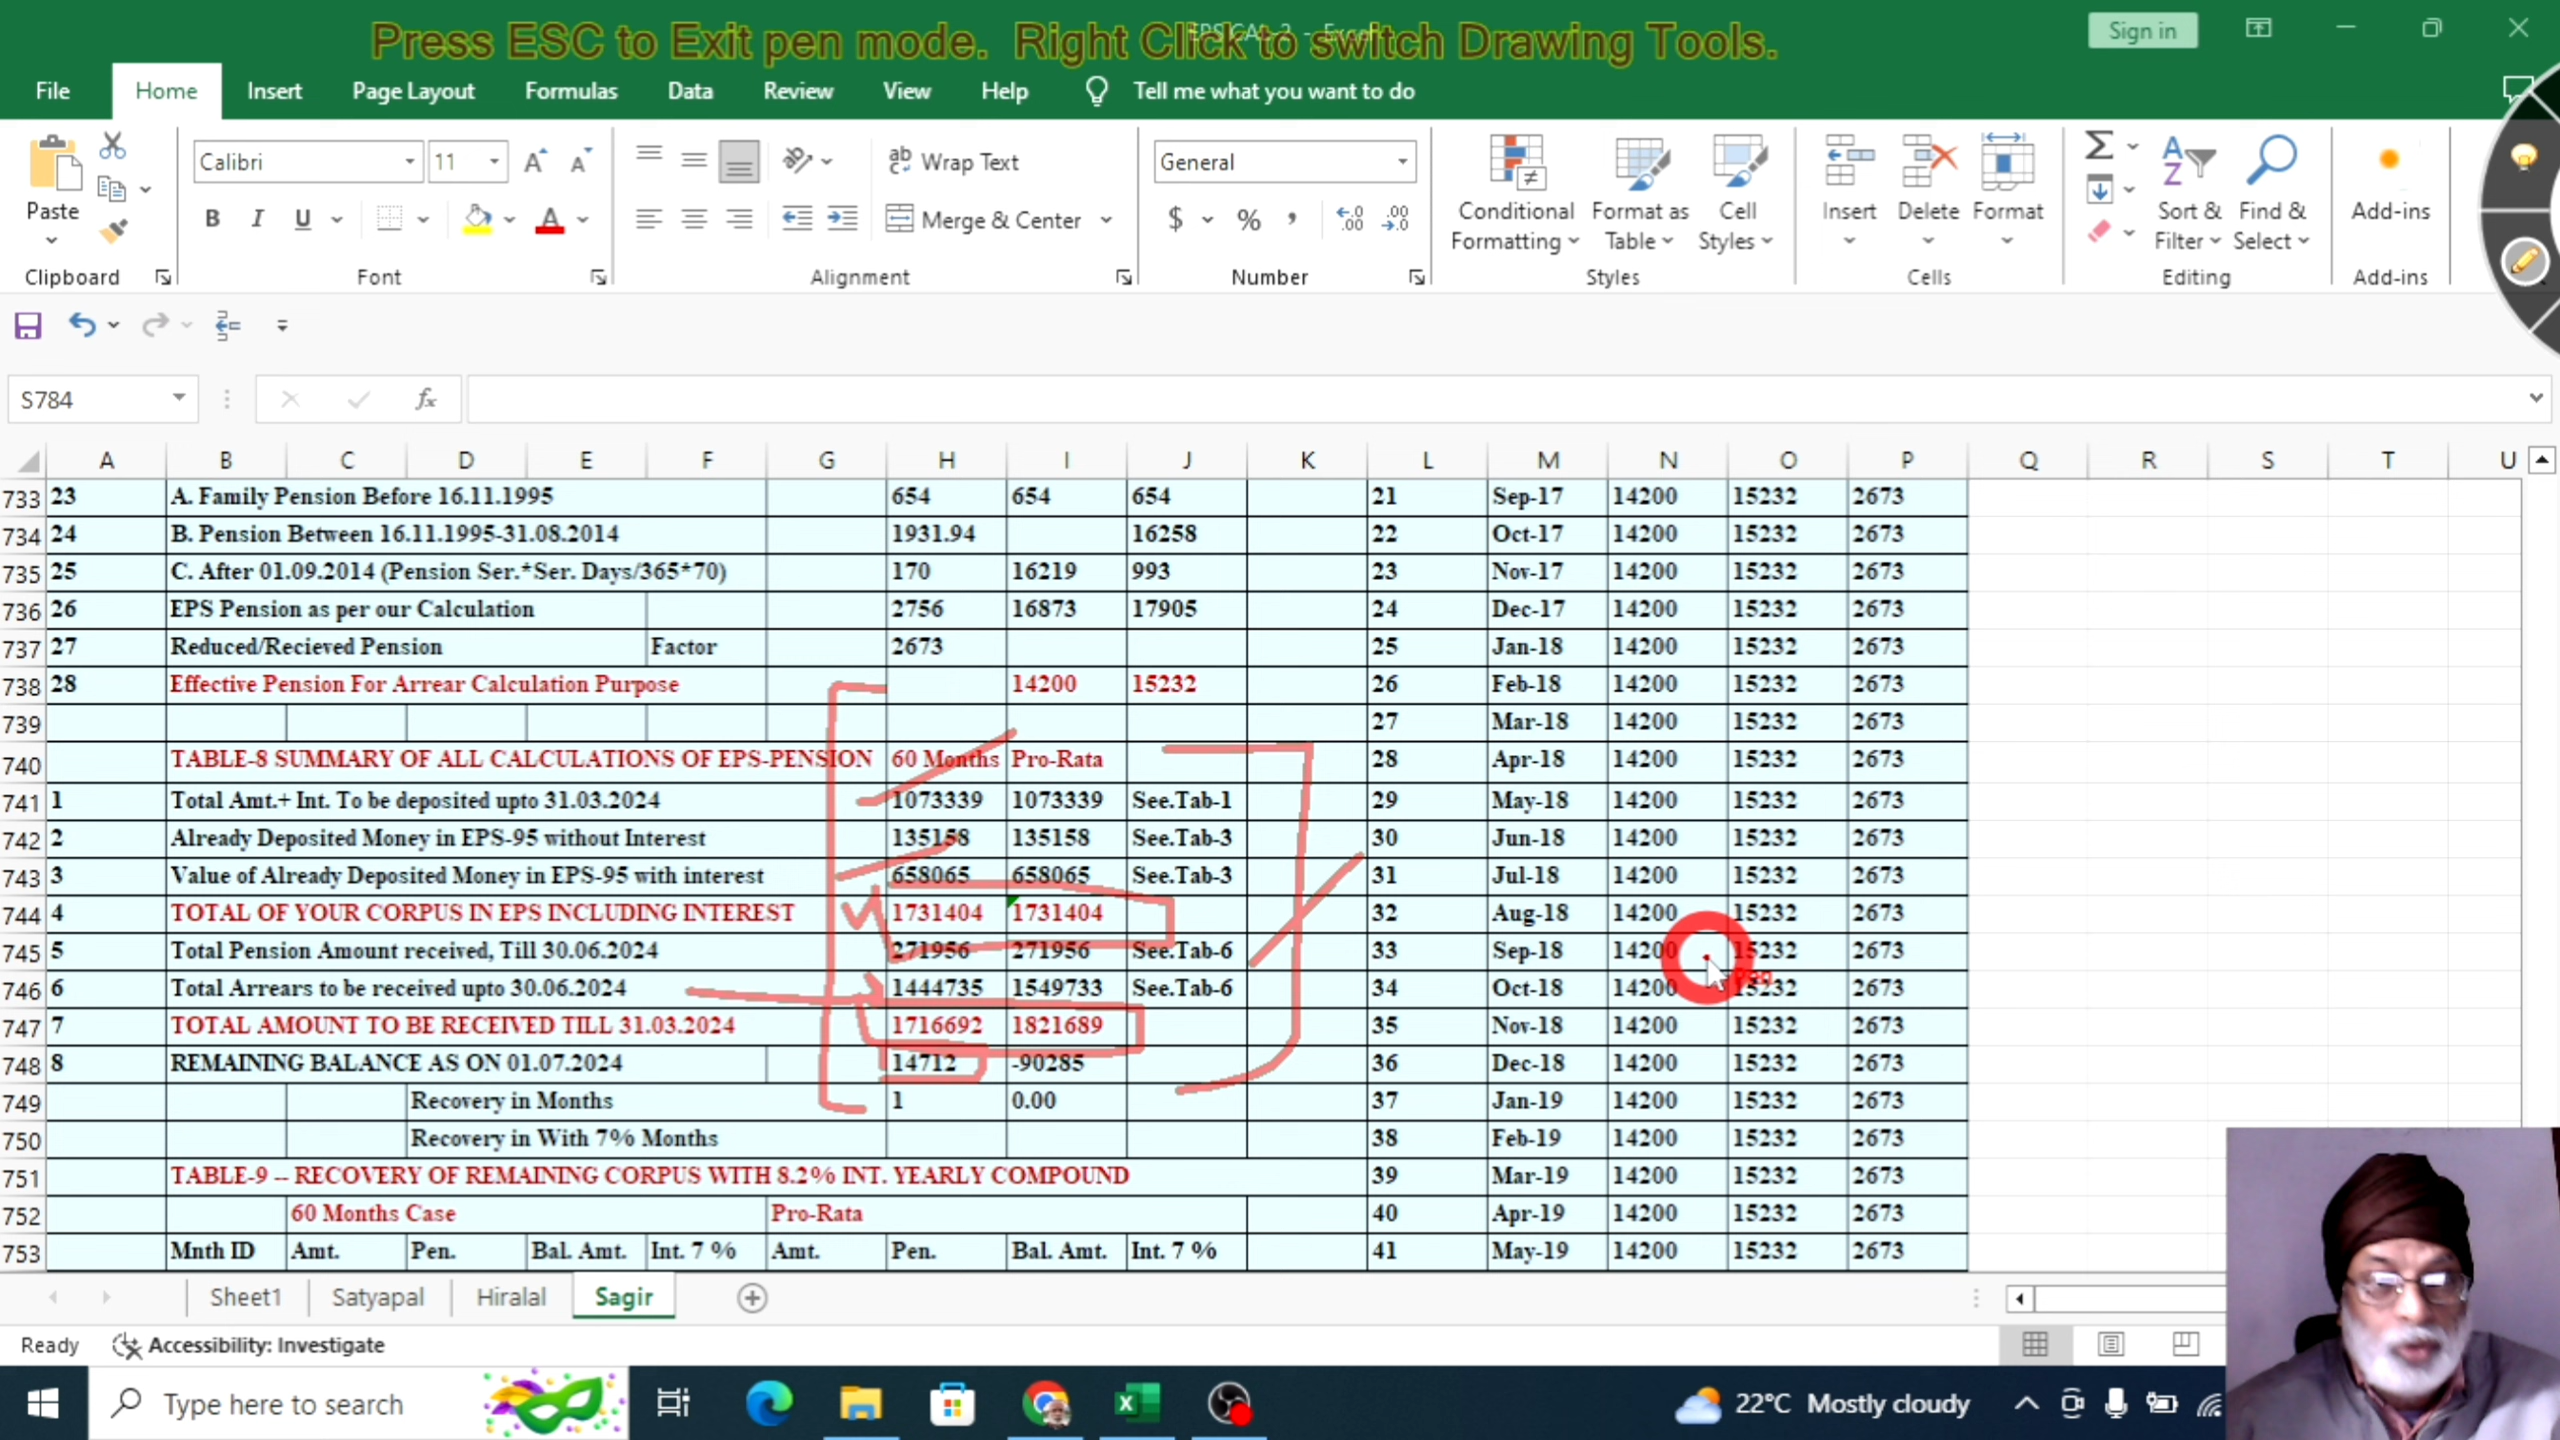 Press ESC to Exit pen mode. Right Click to switch Drawing Tools.
Sign in
File Home Insert Page Layout Formulas Data Review View Help Tell me what you want to do
Calibri 11 Wrap Text General
Paste Merge & Center $ % , Conditional Formatting Format as Table Cell Styles Insert Delete Format Sort & Filter Find & Select Add-ins
Clipboard Font Alignment Number Styles Cells Editing Add-ins
S784 fx
A B C D E F G H I J K L M N O P Q R S T U
733 23 A. Family Pension Before 16.11.1995 654 654 654 21 Sep-17 14200 15232 2673
734 24 B. Pension Between 16.11.1995-31.08.2014 1931.94 16258 22 Oct-17 14200 15232 2673
735 25 C. After 01.09.2014 (Pension Ser.*Ser. Days/365*70) 170 16219 993 23 Nov-17 14200 15232 2673
736 26 EPS Pension as per our Calculation 2756 16873 17905 24 Dec-17 14200 15232 2673
737 27 Reduced/Recieved Pension Factor 2673 25 Jan-18 14200 15232 2673
738 28 Effective Pension For Arrear Calculation Purpose 14200 15232 26 Feb-18 14200 15232 2673
739 27 Mar-18 14200 15232 2673
740 TABLE-8 SUMMARY OF ALL CALCULATIONS OF EPS-PENSION 60 Months Pro-Rata 28 Apr-18 14200 15232 2673
741 1 Total Amt.+ Int. To be deposited upto 31.03.2024 1073339 1073339 See.Tab-1 29 May-18 14200 15232 2673
742 2 Already Deposited Money in EPS-95 without Interest 135158 135158 See.Tab-3 30 Jun-18 14200 15232 2673
743 3 Value of Already Deposited Money in EPS-95 with interest 658065 658065 See.Tab-3 31 Jul-18 14200 15232 2673
744 4 TOTAL OF YOUR CORPUS IN EPS INCLUDING INTEREST 1731404 1731404 32 Aug-18 14200 15232 2673
745 5 Total Pension Amount received, Till 30.06.2024 271956 271956 See.Tab-6 33 Sep-18 14200 15232 2673
746 6 Total Arrears to be received upto 30.06.2024 1444735 1549733 See.Tab-6 34 Oct-18 14200 15232 2673
747 7 TOTAL AMOUNT TO BE RECEIVED TILL 31.03.2024 1716692 1821689 35 Nov-18 14200 15232 2673
748 8 REMAINING BALANCE AS ON 01.07.2024 14712 -90285 36 Dec-18 14200 15232 2673
749 Recovery in Months 1 0.00 37 Jan-19 14200 15232 2673
750 Recovery in With 7% Months 38 Feb-19 14200 15232 2673
751 TABLE-9 -- RECOVERY OF REMAINING CORPUS WITH 8.2% INT. YEARLY COMPOUND 39 Mar-19 14200 15232 2673
752 60 Months Case Pro-Rata 40 Apr-19 14200 15232 2673
753 Mnth ID Amt. Pen. Bal. Amt. Int. 7 % Amt. Pen. Bal. Amt. Int. 7 % 41 May-19 14200 15232 2673
Sheet1 Satyapal Hiralal Sagir
Ready Accessibility: Investigate
Type here to search 22°C Mostly cloudy